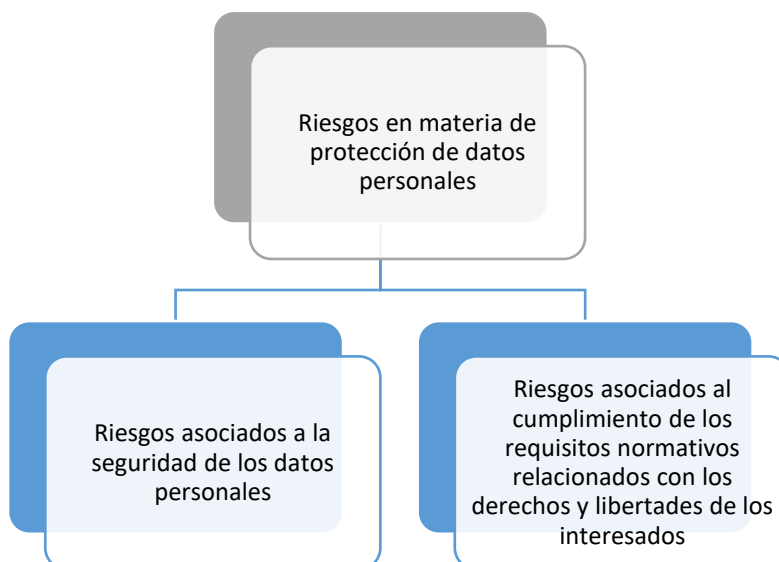 Riesgos en materia de
protección de datos
personales
Riesgos asociados a la
seguridad de los datos
personales
Riesgos asociados al
cumplimiento de los
requisitos normativos
relacionados con los
derechos y libertades de los
interesados